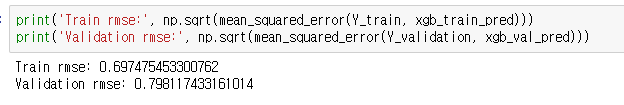 print('Train rmse:', np.sqrt(mean_squared_error(Y_train, xgb_train_pred)))
print('Validation rmse:', np.sqrt(mean_squared_error(Y_validation, xgb_val_pred)))
Train rmse: 0.697475453300762
Validation rmse: 0.798117433161014